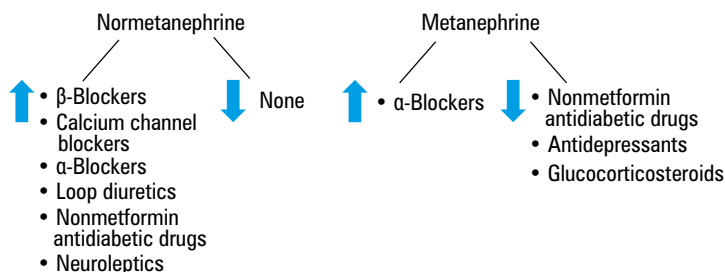 Normetanephrine
• β-Blockers
• Calcium channel
blockers
• α-Blockers
• Loop diuretics
• Nonmetformin
antidiabetic drugs
• Neuroleptics
None
Metanephrine
• α-Blockers
• Nonmetformin
antidiabetic drugs
• Antidepressants
• Glucocorticosteroids